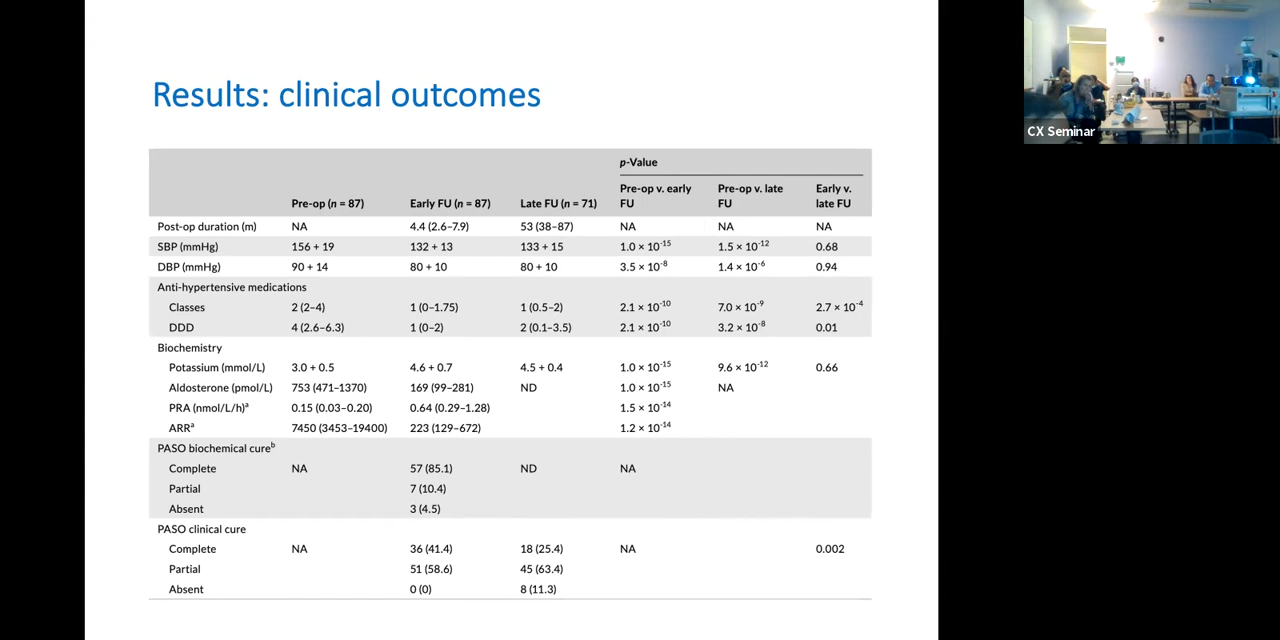 Results: clinical outcomes
p-Value
Pre-op (n = 87) Early FU (n = 87) Late FU (n = 71) Pre-op v. early FU Pre-op v. late FU Early v. late FU
Post-op duration (m) NA 4.4 (2.6–7.9) 53 (38–87) NA NA NA
SBP (mmHg) 156 + 19 132 + 13 133 + 15 1.0 × 10⁻¹⁵ 1.5 × 10⁻¹² 0.68
DBP (mmHg) 90 + 14 80 + 10 80 + 10 3.5 × 10⁻⁸ 1.4 × 10⁻⁶ 0.94
Anti-hypertensive medications
Classes 2 (2–4) 1 (0–1.75) 1 (0.5–2) 2.1 × 10⁻¹⁰ 7.0 × 10⁻⁹ 2.7 × 10⁻⁴
DDD 4 (2.6–6.3) 1 (0–2) 2 (0.1–3.5) 2.1 × 10⁻¹⁰ 3.2 × 10⁻⁸ 0.01
Biochemistry
Potassium (mmol/L) 3.0 + 0.5 4.6 + 0.7 4.5 + 0.4 1.0 × 10⁻¹⁵ 9.6 × 10⁻¹² 0.66
Aldosterone (pmol/L) 753 (471–1370) 169 (99–281) ND 1.0 × 10⁻¹⁵ NA
PRA (nmol/L/h)ᵃ 0.15 (0.03–0.20) 0.64 (0.29–1.28) 1.5 × 10⁻¹⁴
ARRᵃ 7450 (3453–19400) 223 (129–672) 1.2 × 10⁻¹⁴
PASO biochemical cureᵇ
Complete NA 57 (85.1) ND NA
Partial 7 (10.4)
Absent 3 (4.5)
PASO clinical cure
Complete NA 36 (41.4) 18 (25.4) NA 0.002
Partial 51 (58.6) 45 (63.4)
Absent 0 (0) 8 (11.3)
CX Seminar